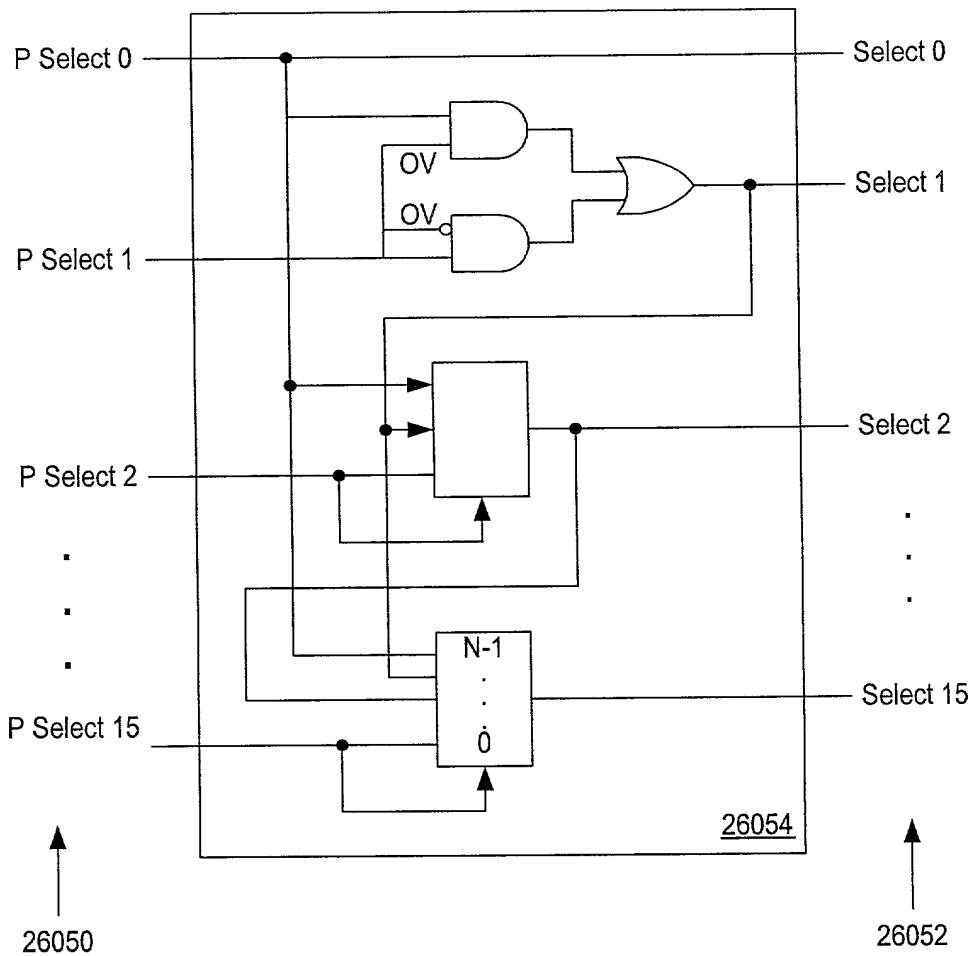 P Select 0
Select 0
OV
Select 1
OV
P Select 1
Select 2
P Select 2
N-1
Select 15
P Select 15
0
26054
26050
26052